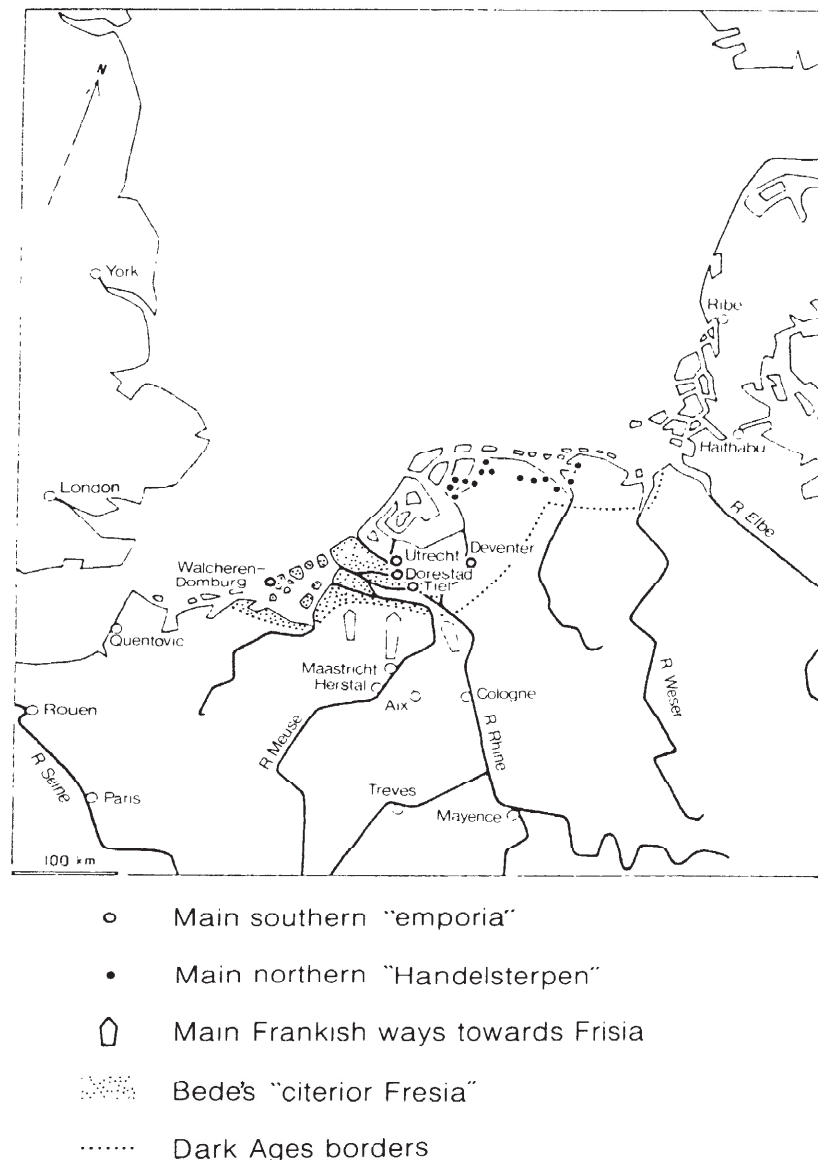 N
York
Ribe
Haithabu
London
R Elbe
Utrecht
Deventer
Walcheren-
Domburg
Dorestad
Tiel
Quentovic
Maastricht
Herstal
Aix
Cologne
R Weser
Rouen
R Meuse
R Rhine
R Seine
Paris
Treves
Mayence
100 km
Main southern "emporia"
Main northern "Handelsterpen"
Main Frankish ways towards Frisia
Bede's "citerior Fresia"
Dark Ages borders